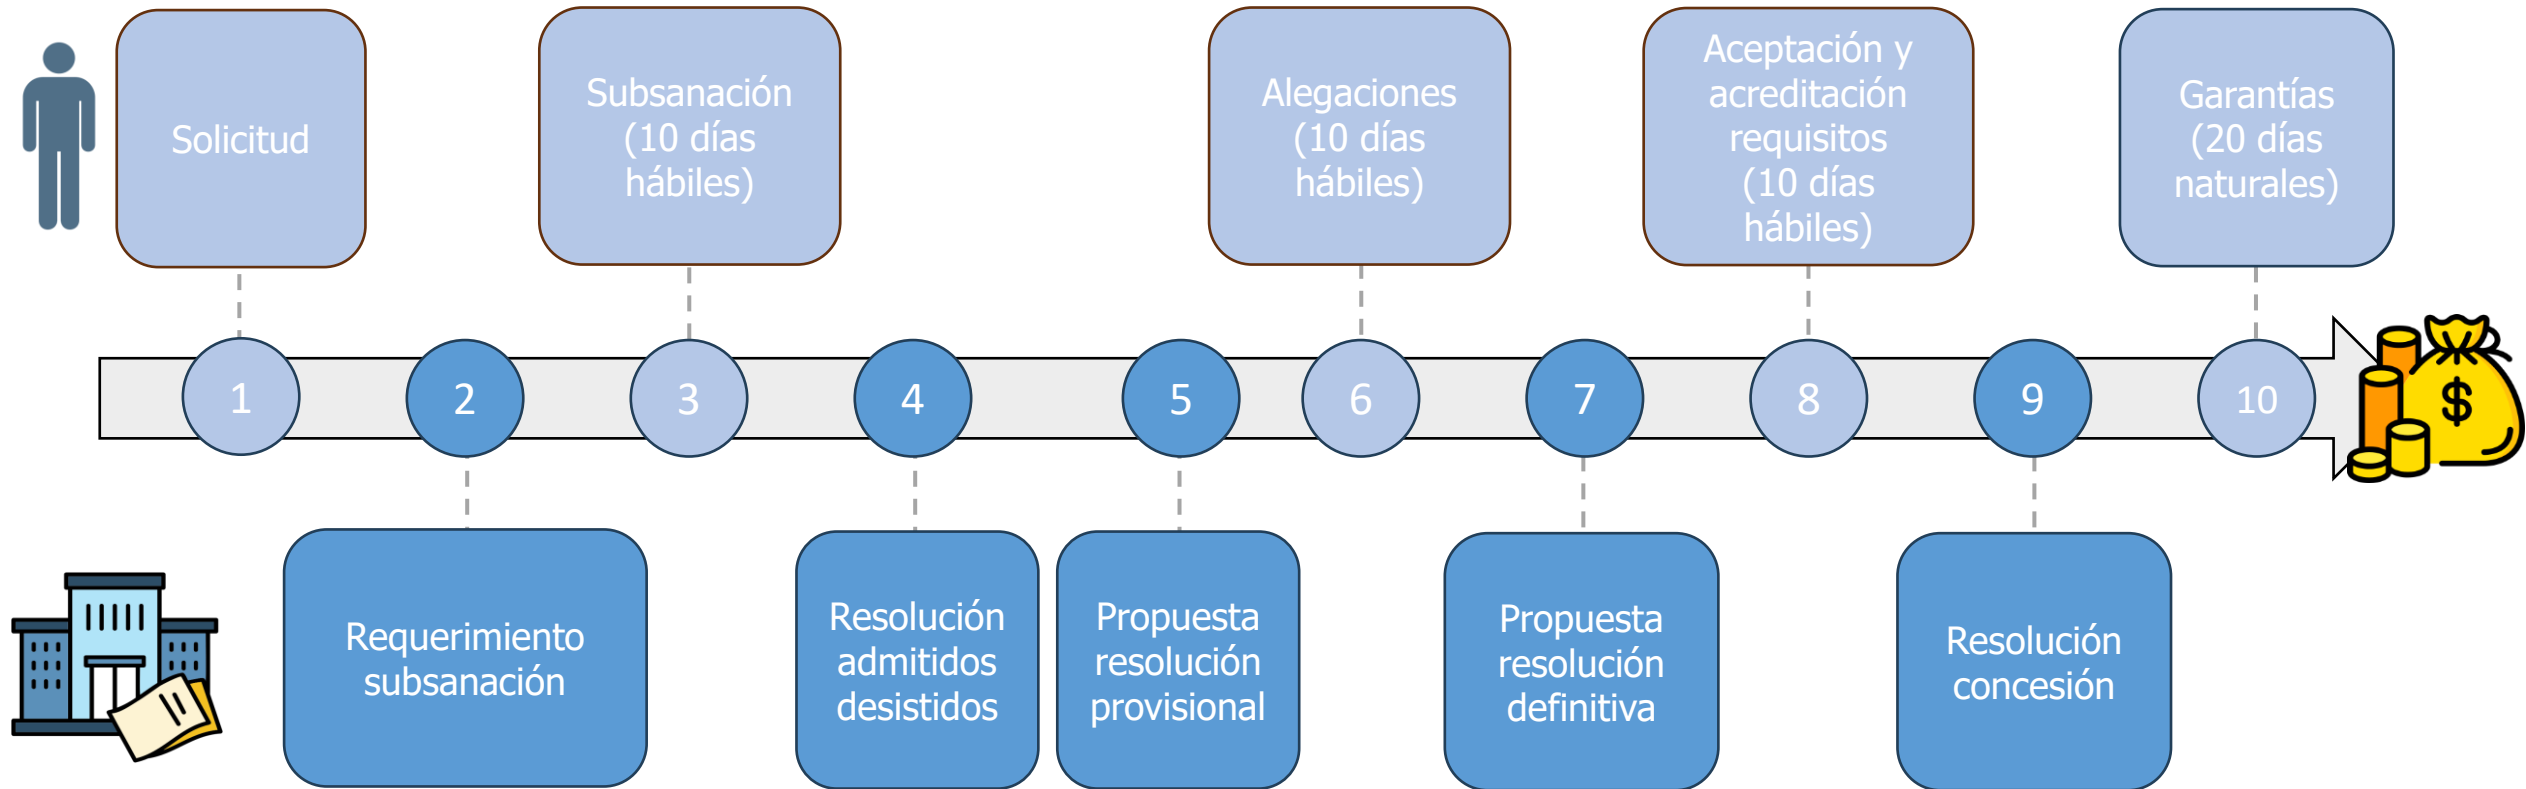 Solicitud
Subsanación
(10 días
hábiles)
Alegaciones
(10 días
hábiles)
Aceptación y
acreditación
requisitos
(10 días
hábiles)
Garantías
(20 días
naturales)
1
2
3
4
5
6
7
8
9
10
$
Requerimiento
subsanación
Resolución
admitidos
desistidos
Propuesta
resolución
provisional
Propuesta
resolución
definitiva
Resolución
concesión